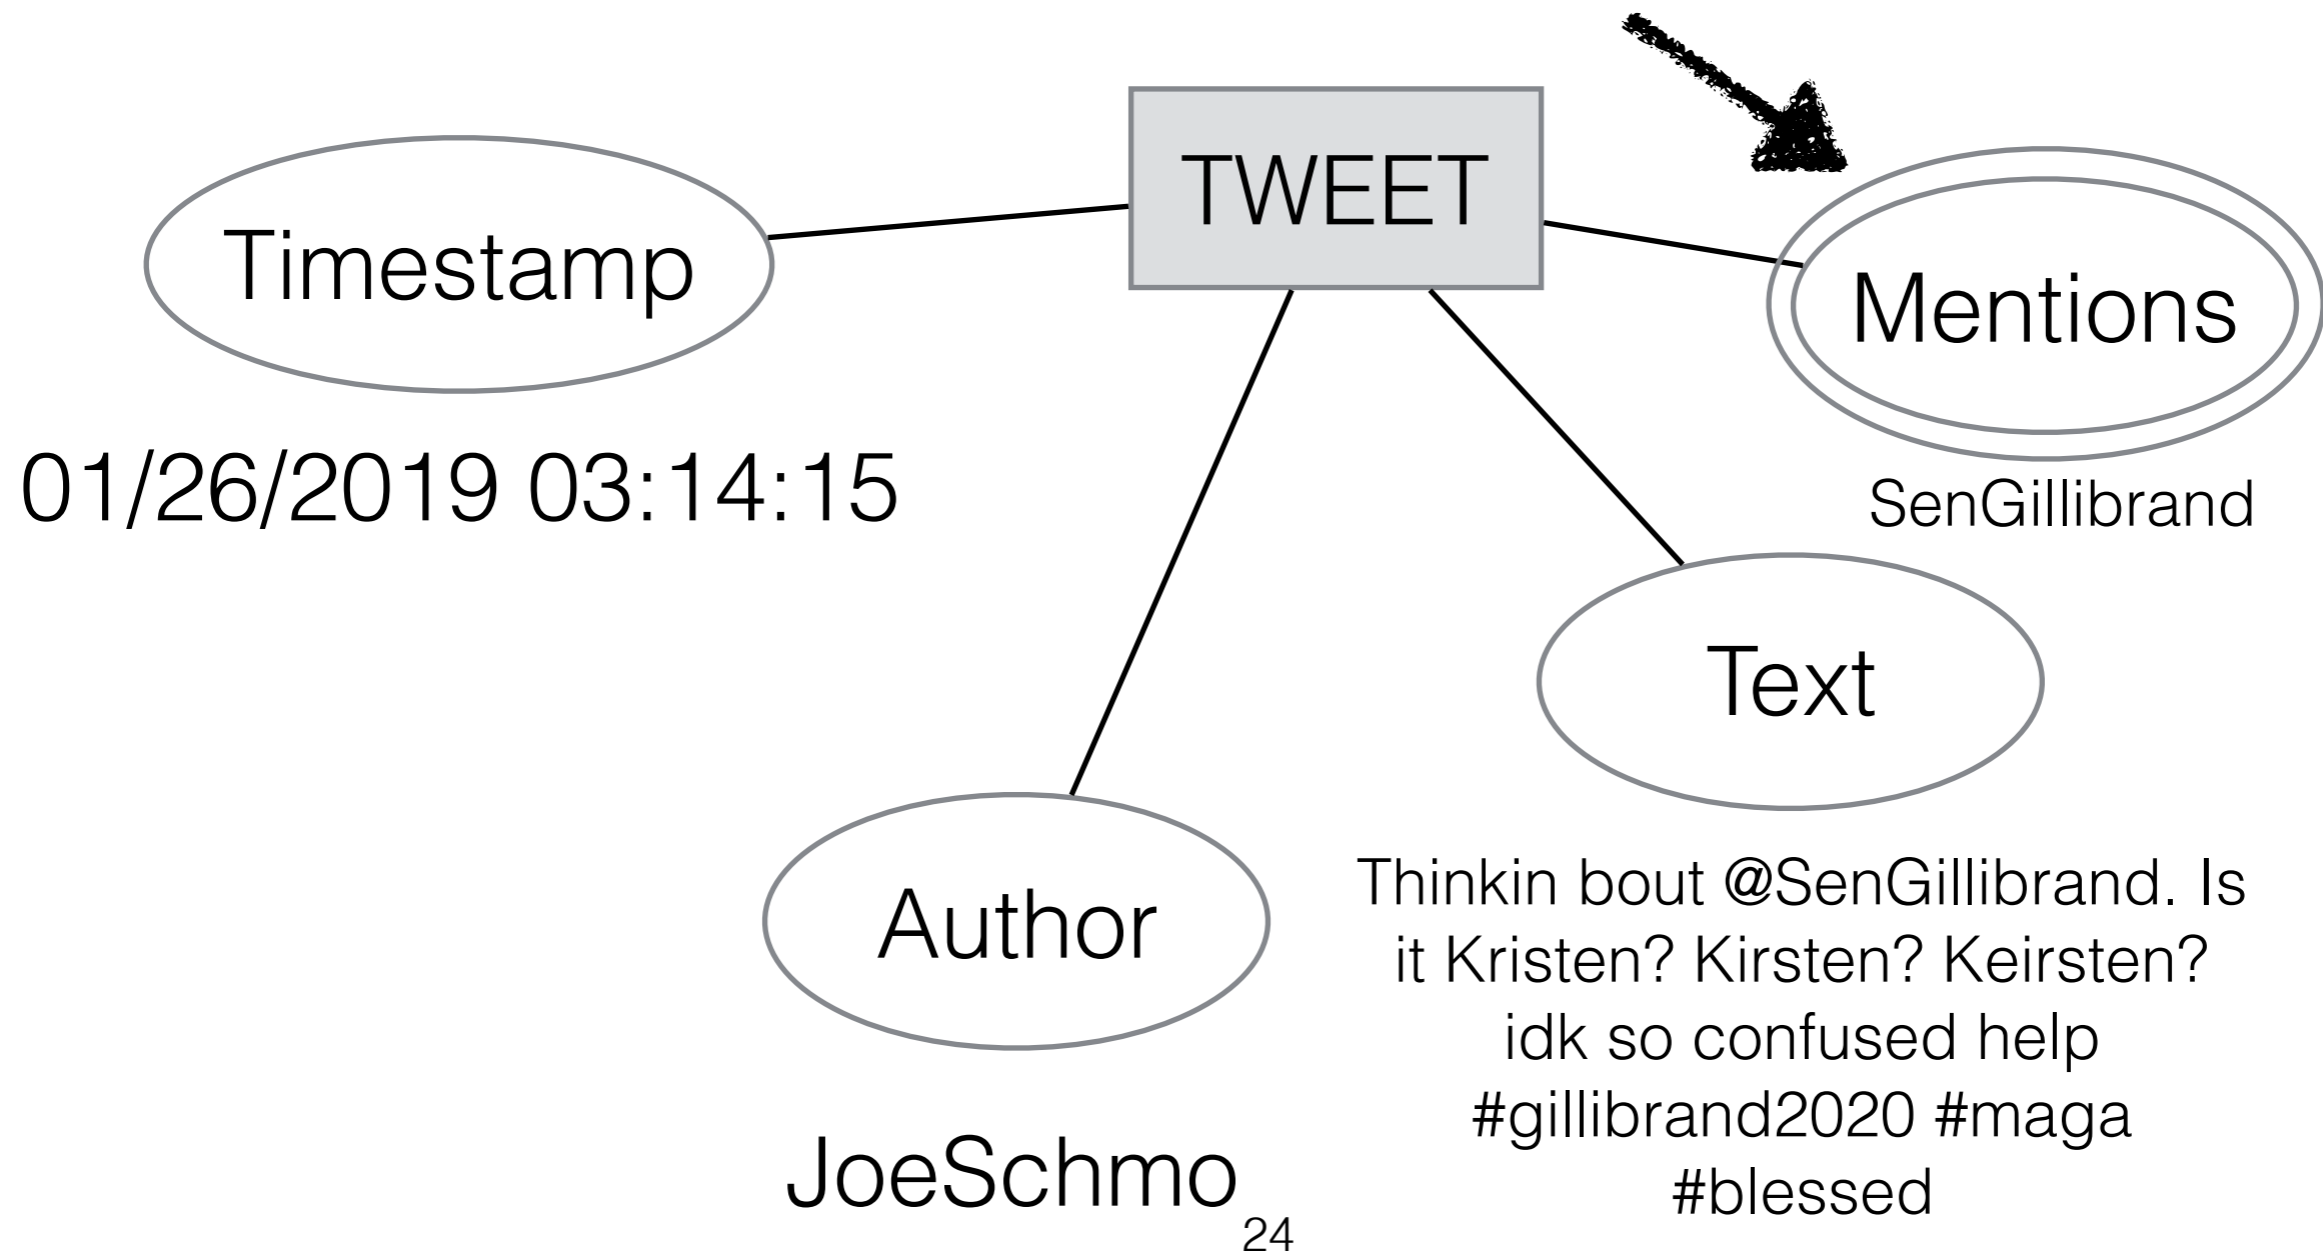 TWEET
Timestamp
Mentions
01/26/2019 03:14:15
SenGillibrand
Text
Author
Thinkin bout @SenGillibrand. Is
it Kristen? Kirsten? Keirsten?
idk so confused help
#gillibrand2020 #maga
#blessed
JoeSchmo
24